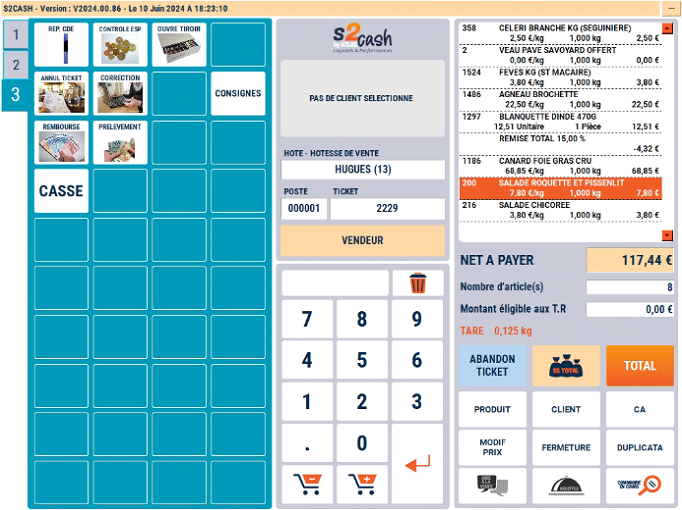 S2CASH - Version : V2024.00.86 - Le 10 Juin 2024 A 18:23:10
1
2
3
REP. CDE
CONTROLE ESP
OUVRE TIROIR
ANNUL TICKET
CORRECTION
CONSIGNES
REMBOURSE
PRELEVEMENT
CASSE
S2cash
by ATLAS
Logiciels & Performances
PAS DE CLIENT SELECTIONNE
HOTE - HOTESSE DE VENTE
HUGUES (13)
POSTE TICKET
000001 2229
VENDEUR
7 8 9
4 5 6
1 2 3
. 0
358 CELERI BRANCHE KG (SEGUINIERE)
2,50 €/kg 1,000 kg 2,50 €
2 VEAU PAVE SAVOYARD OFFERT
0,00 €/kg 1,000 kg 0,00 €
1524 FEVES KG (ST MACAIRE)
3,80 €/kg 1,000 kg 3,80 €
1486 AGNEAU BROCHETTE
22,50 €/kg 1,000 kg 22,50 €
1297 BLANQUETTE DINDE 470G
12,51 Unitaire 1 Pièce 12,51 €
REMISE TOTAL 15,00 %
-4,32 €
1186 CANARD FOIE GRAS CRU
68,85 €/kg 1,000 kg 68,85 €
200 SALADE ROQUETTE ET PISSENLIT
7,80 €/kg 1,000 kg 7,80 €
216 SALADE CHICOREE
3,80 €/kg 1,000 kg 3,80 €
NET A PAYER 117,44 €
Nombre d'article(s) 8
Montant éligible aux T.R 0,00 €
TARE 0,125 kg
ABANDON
TICKET
SS TOTAL
TOTAL
PRODUIT CLIENT CA
MODIF
PRIX
FERMETURE DUPLICATA
AIDE
A LA
VENTE
RECETTES
COMMANDE
EN COURS